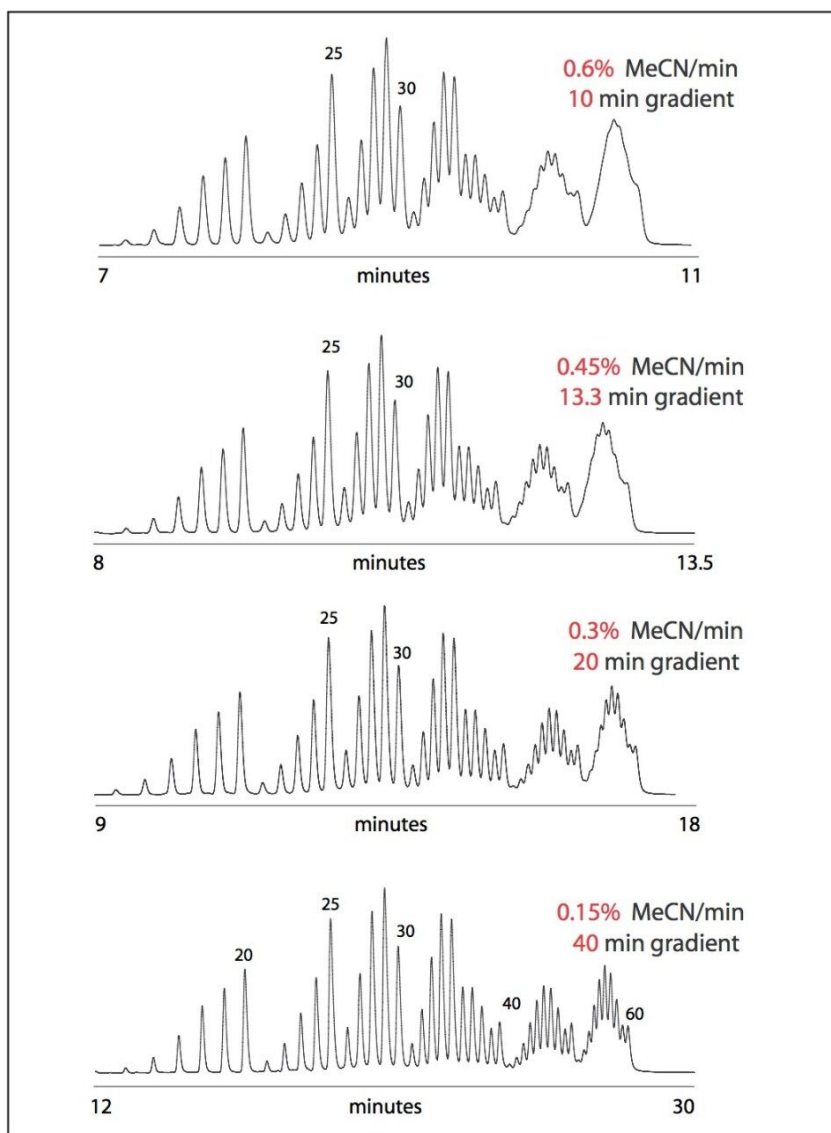 25
30
0.6% MeCN/min
10 min gradient
7
minutes
11
25
30
0.45% MeCN/min
13.3 min gradient
8
minutes
13.5
25
30
0.3% MeCN/min
20 min gradient
9
minutes
18
20
25
30
40
60
0.15% MeCN/min
40 min gradient
12
minutes
30